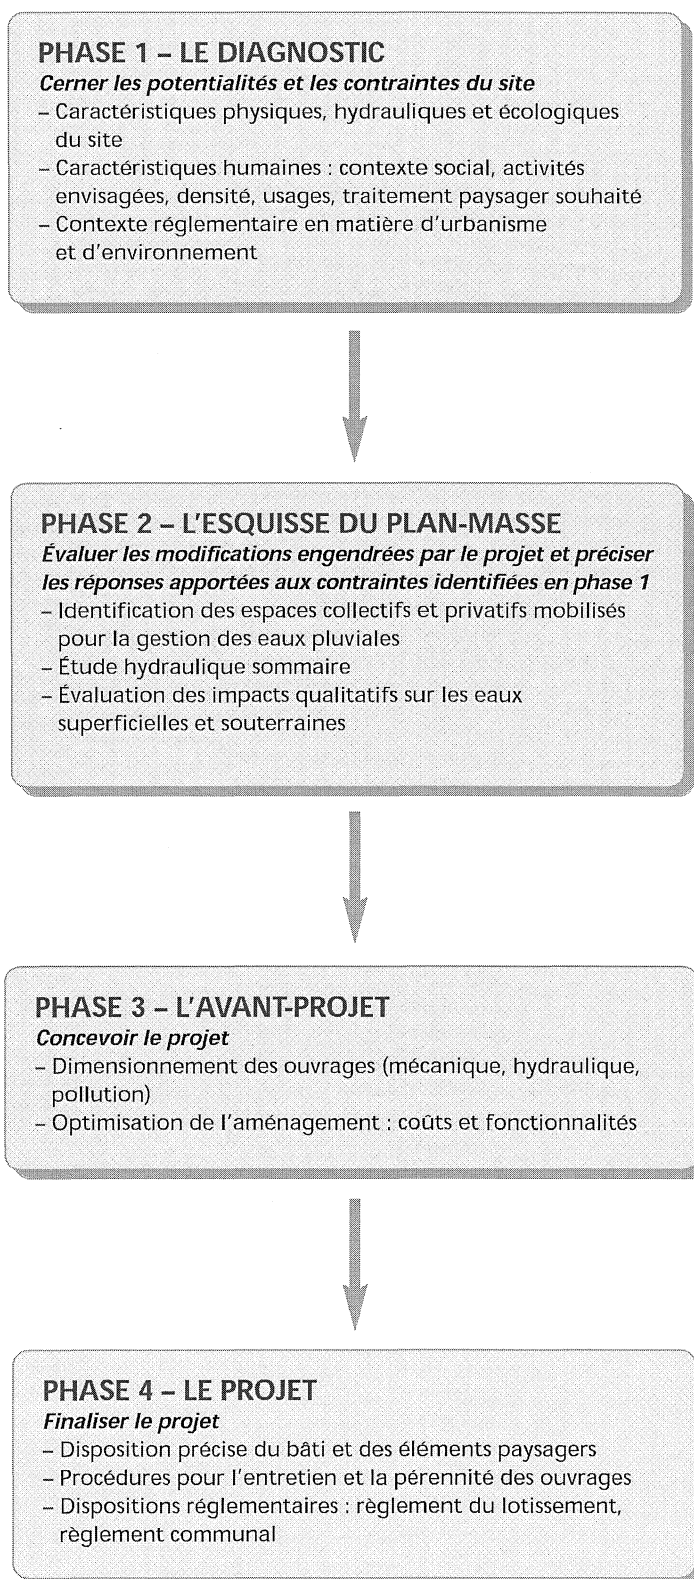 PHASE 1 – LE DIAGNOSTIC
Cerner les potentialités et les contraintes du site
– Caractéristiques physiques, hydrauliques et écologiques
du site
– Caractéristiques humaines : contexte social, activités
envisagées, densité, usages, traitement paysager souhaité
– Contexte réglementaire en matière d'urbanisme
et d'environnement
PHASE 2 – L'ESQUISSE DU PLAN-MASSE
Évaluer les modifications engendrées par le projet et préciser
les réponses apportées aux contraintes identifiées en phase 1
– Identification des espaces collectifs et privatifs mobilisés
pour la gestion des eaux pluviales
– Étude hydraulique sommaire
– Évaluation des impacts qualitatifs sur les eaux
superficielles et souterraines
PHASE 3 – L'AVANT-PROJET
Concevoir le projet
– Dimensionnement des ouvrages (mécanique, hydraulique,
pollution)
– Optimisation de l'aménagement : coûts et fonctionnalités
PHASE 4 – LE PROJET
Finaliser le projet
– Disposition précise du bâti et des éléments paysagers
– Procédures pour l'entretien et la pérennité des ouvrages
– Dispositions réglementaires : règlement du lotissement,
règlement communal